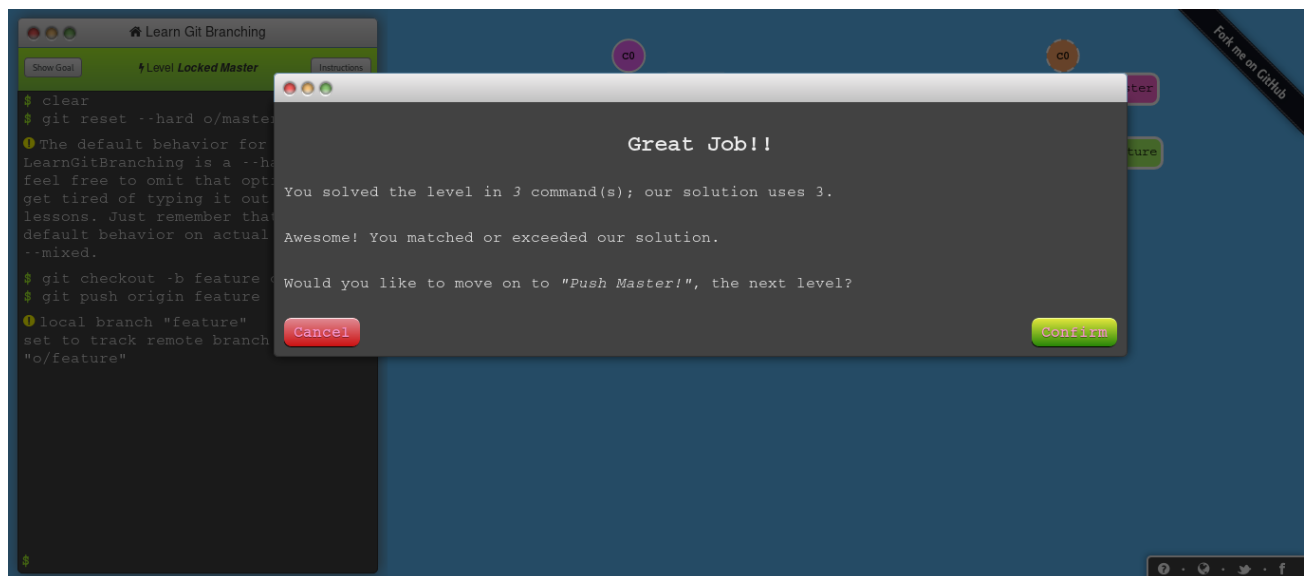 Learn Git Branching
Show Goal
Level Locked Master
Instructions
$ clear
$ git reset --hard o/master
The default behavior for
LearnGitBranching is a --ha
feel free to omit that opt
get tired of typing it out
lessons. Just remember that
default behavior on actual
--mixed.
$ git checkout -b feature
$ git push origin feature
local branch "feature"
set to track remote branch
"o/feature"
$
c0
c0
ster
ture
Fork me on GitHub
Great Job!!
You solved the level in 3 command(s); our solution uses 3.
Awesome! You matched or exceeded our solution.
Would you like to move on to "Push Master!", the next level?
Cancel
Confirm